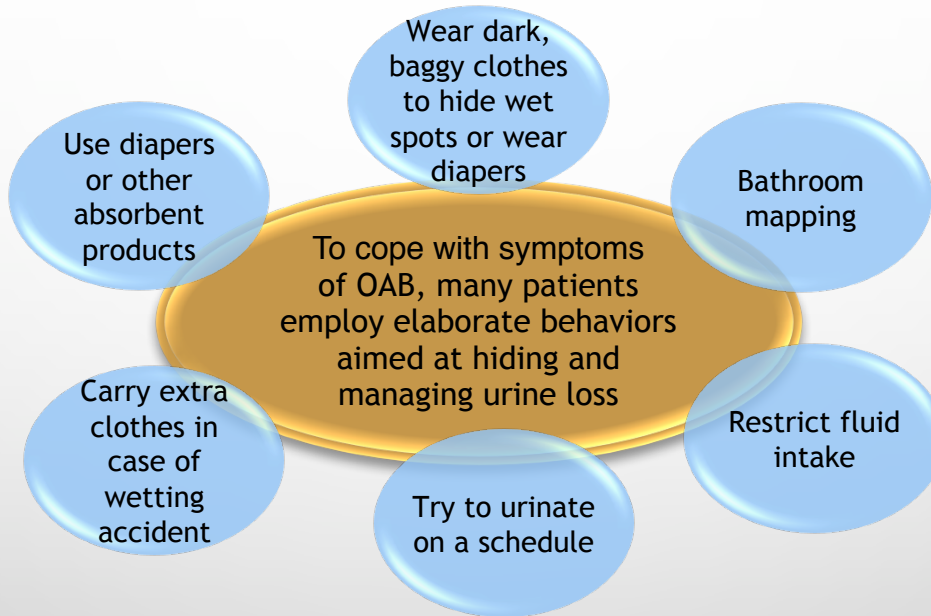 Wear dark,
baggy clothes
to hide wet
spots or wear
diapers
Use diapers
or other
absorbent
products
Bathroom
mapping
To cope with symptoms
of OAB, many patients
employ elaborate behaviors
aimed at hiding and
managing urine loss
Carry extra
clothes in
case of
wetting
accident
Restrict fluid
intake
Try to urinate
on a schedule